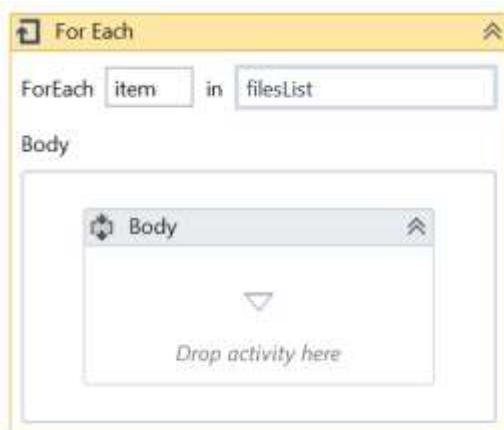 For Each
ForEach item in filesList
Body
Body
Drop activity here